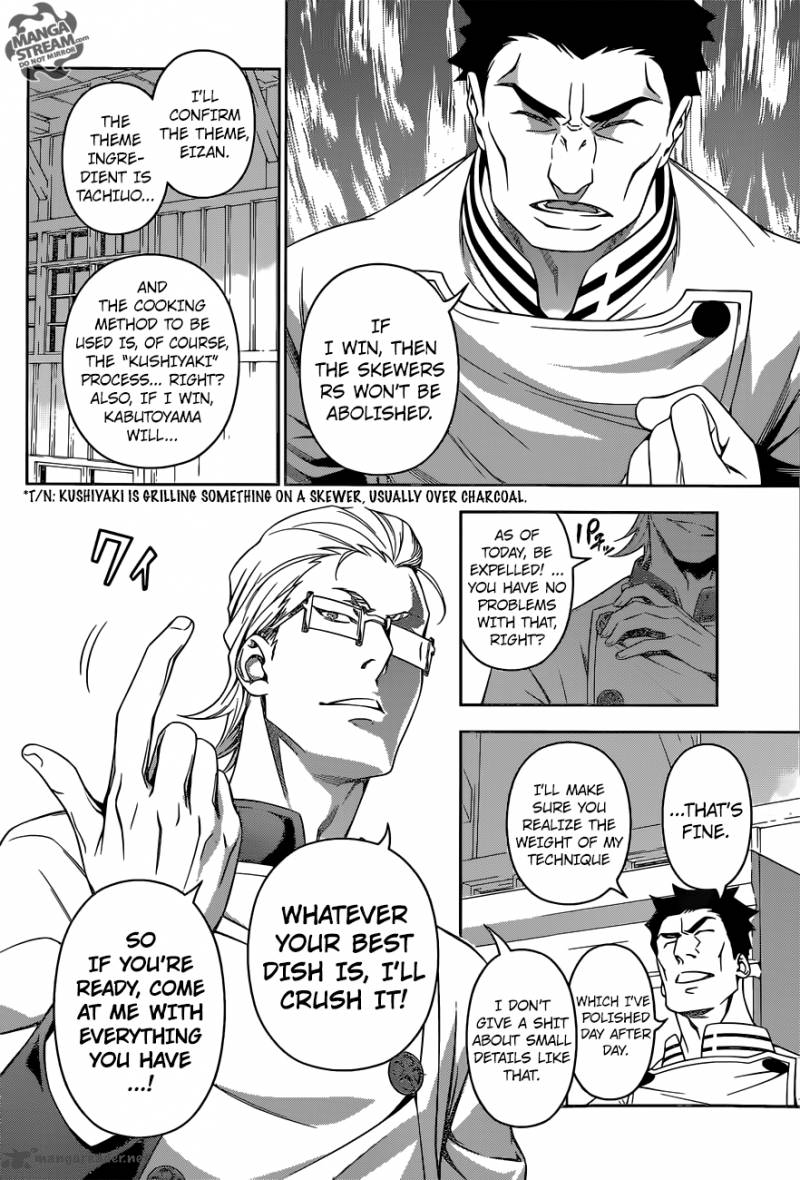 MANGA
STREAM.COM
DO NOT MIRROR
I'LL
CONFIRM
THE THEME,
EIZAN.
THE
THEME
INGRE-
DIENT IS
TACHIUO...
AND
THE COOKING
METHOD TO BE
USED IS, OF COURSE,
THE "KUSHIYAKI"
PROCESS... RIGHT?
ALSO, IF I WIN,
KABUTOYAMA
WILL...
IF
I WIN, THEN
THE SKEWERS
RS WON'T BE
ABOLISHED.
*T/N: KUSHIYAKI IS GRILLING SOMETHING ON A SKEWER, USUALLY OVER CHARCOAL.
AS OF
TODAY, BE
EXPELLED! ...
YOU HAVE NO
PROBLEMS
WITH THAT,
RIGHT?
クイ
...THAT'S
FINE.
I'LL MAKE
SURE YOU
REALIZE THE
WEIGHT OF MY
TECHNIQUE
WHICH I'VE
POLISHED
DAY AFTER
DAY.
I DON'T
GIVE A SHIT
ABOUT SMALL
DETAILS LIKE
THAT.
WHATEVER
YOUR BEST
DISH IS, I'LL
CRUSH IT!
SO
IF YOU'RE
READY, COME
AT ME WITH
EVERYTHING
YOU HAVE
...!
mangareader.net